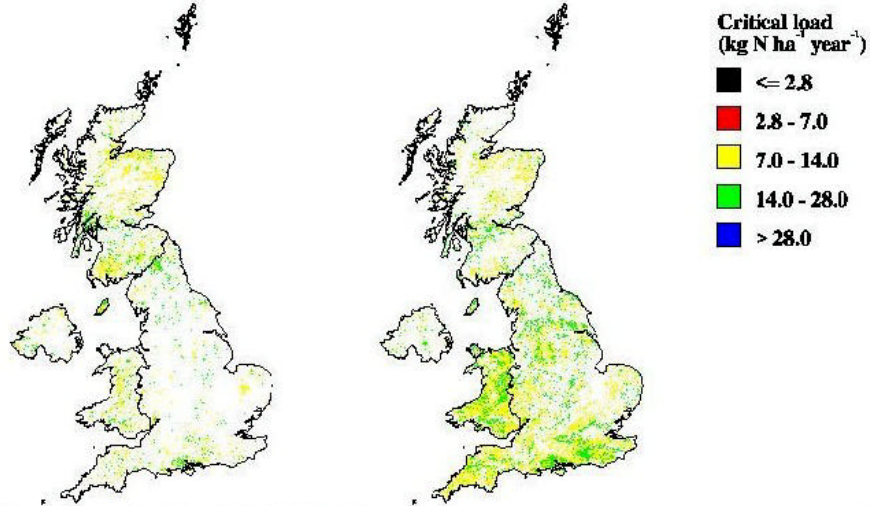 Critical load
(kg N ha⁻¹ year⁻¹)
<= 2.8
2.8 - 7.0
7.0 - 14.0
14.0 - 28.0
> 28.0